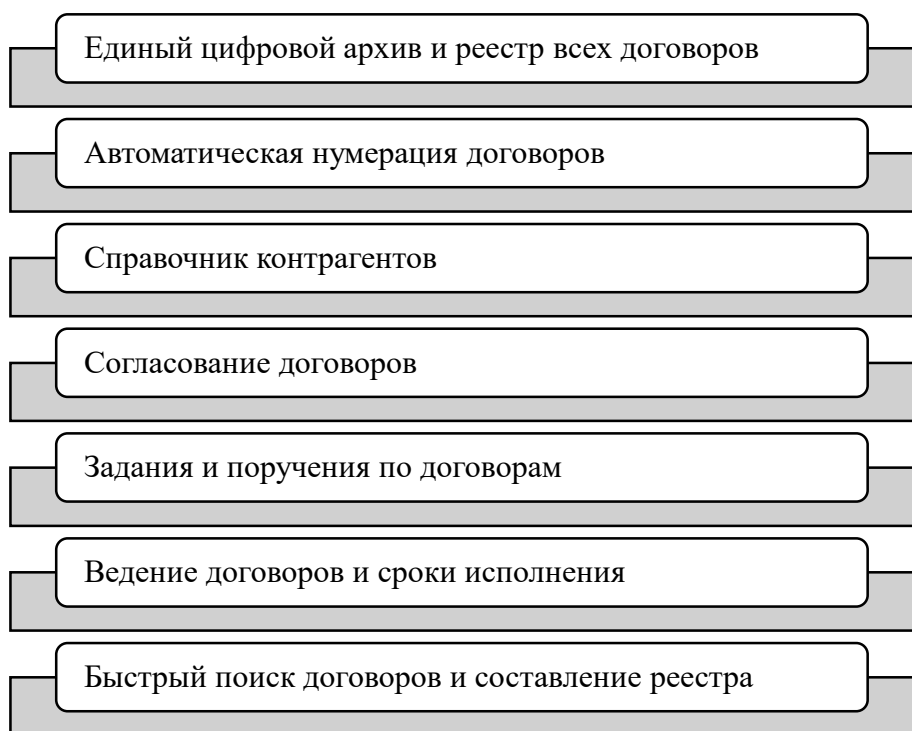 Единый цифровой архив и реестр всех договоров
Автоматическая нумерация договоров
Справочник контрагентов
Согласование договоров
Задания и поручения по договорам
Ведение договоров и сроки исполнения
Быстрый поиск договоров и составление реестра